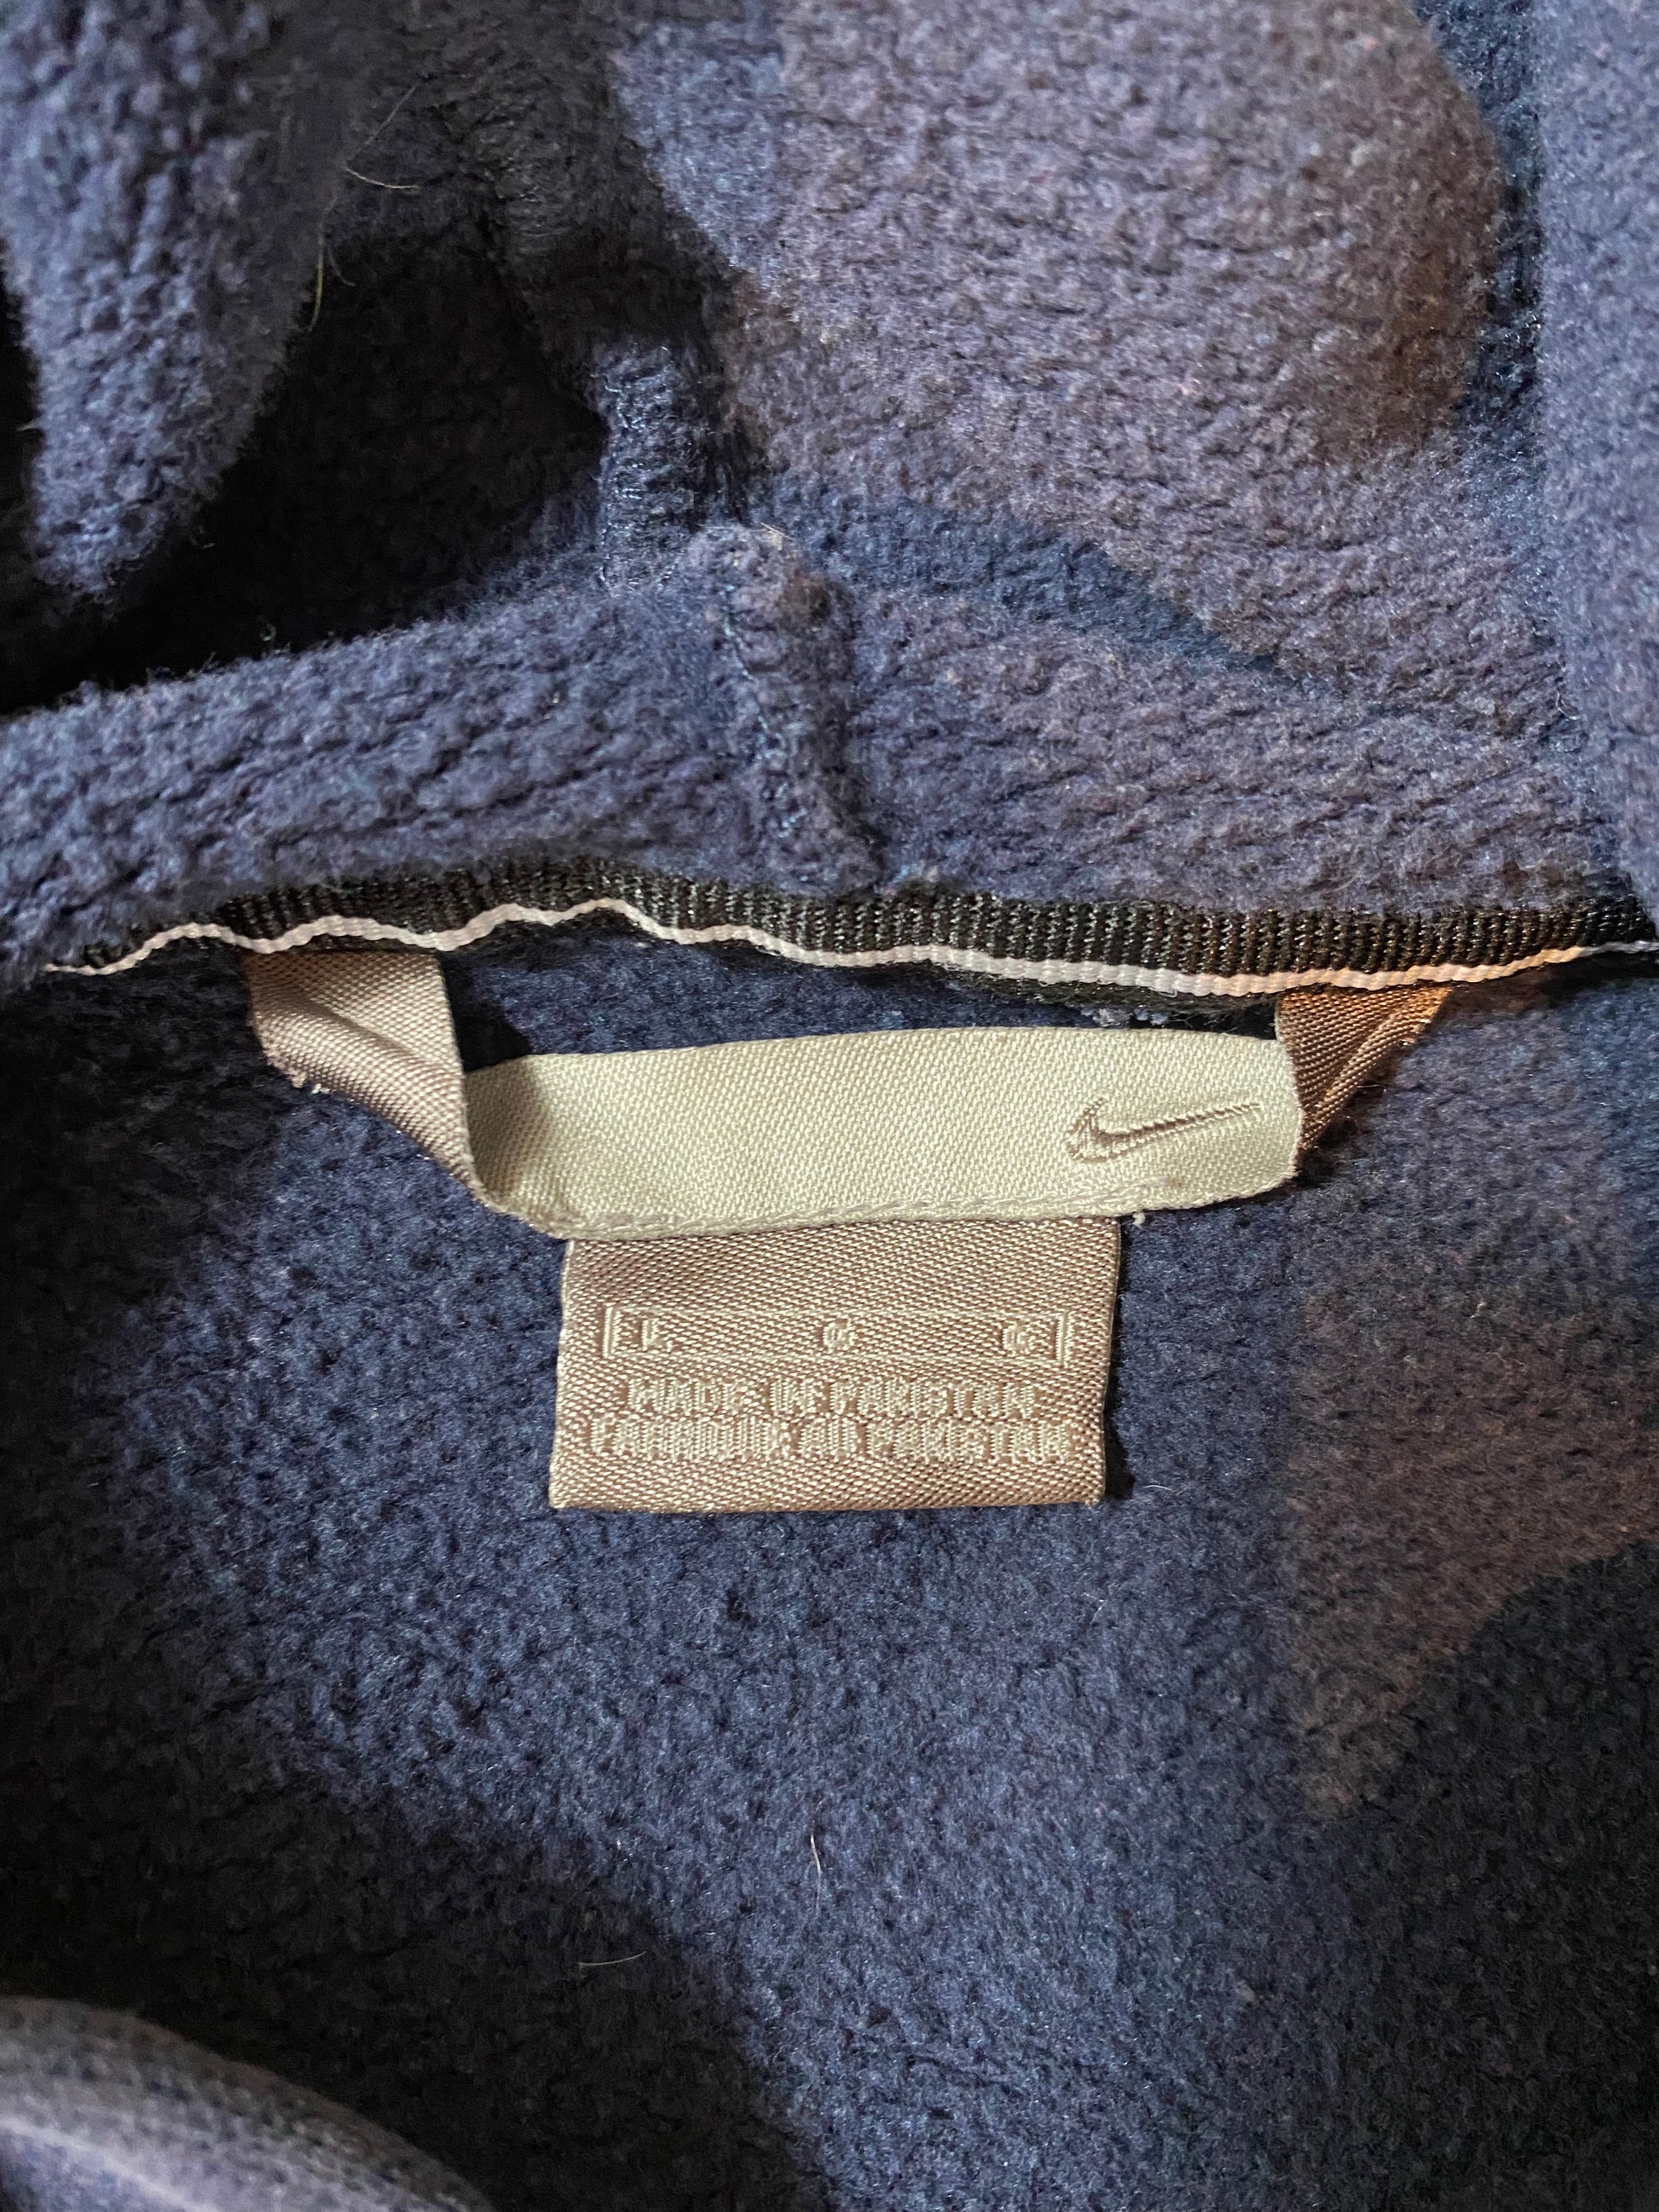 L G G
MADE IN PAKISTAN
FABRIQUE AU PAKISTAN